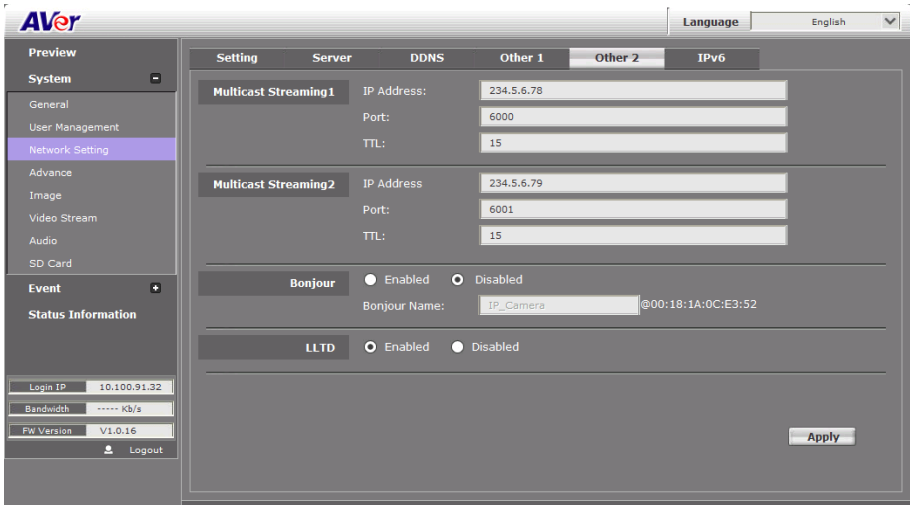 AVer
Language English
Preview
System
General
User Management
Network Setting
Advance
Image
Video Stream
Audio
SD Card
Event
Status Information
Login IP 10.100.91.32
Bandwidth ----- Kb/s
FW Version V1.0.16
Logout
Setting Server DDNS Other 1 Other 2 IPv6
Multicast Streaming1 IP Address: 234.5.6.78
Port: 6000
TTL: 15
Multicast Streaming2 IP Address 234.5.6.79
Port: 6001
TTL: 15
Bonjour Enabled Disabled
Bonjour Name: IP_Camera @00:18:1A:0C:E3:52
LLTD Enabled Disabled
Apply